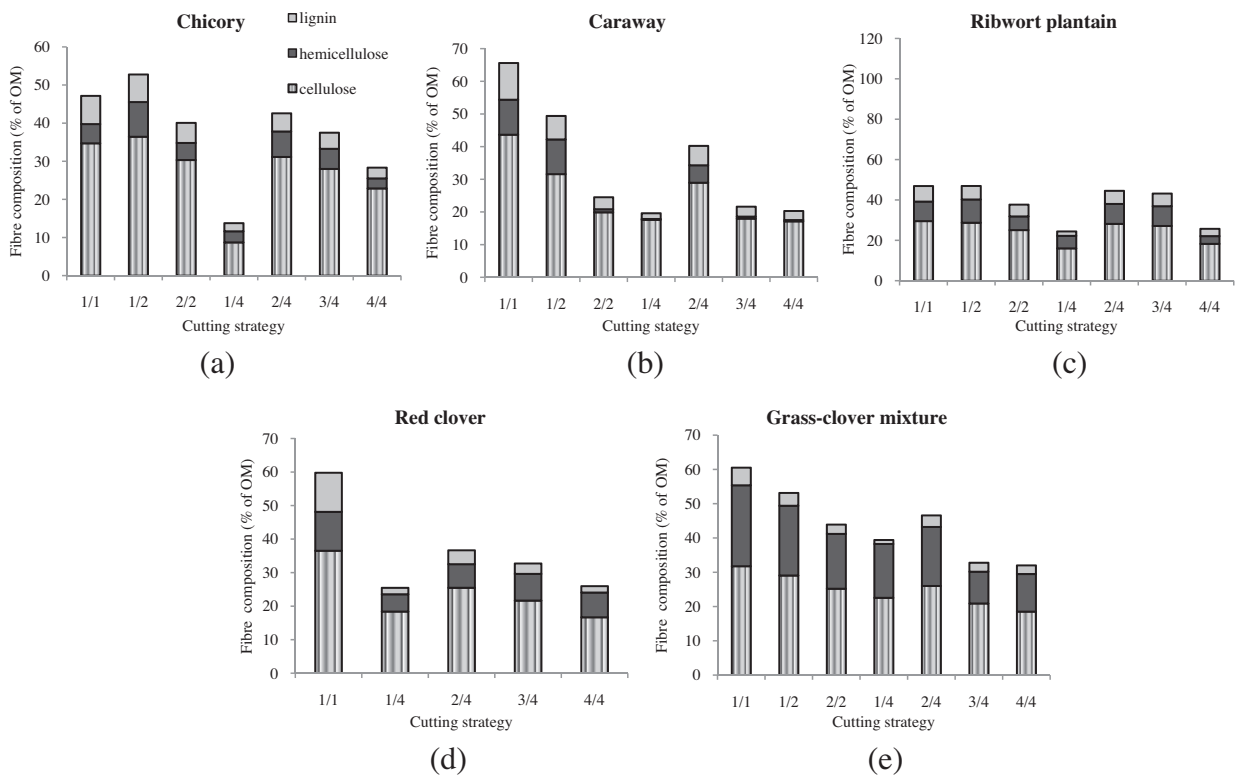 Chicory
lignin
hemicellulose
cellulose
Fibre composition (% of OM)
60
50
40
30
20
10
0
1/1 1/2 2/2 1/4 2/4 3/4 4/4
Cutting strategy
(a)
Caraway
Fibre composition (% of OM)
70
60
50
40
30
20
10
0
1/1 1/2 2/2 1/4 2/4 3/4 4/4
Cutting strategy
(b)
Ribwort plantain
Fibre composition (% of OM)
120
100
80
60
40
20
0
1/1 1/2 2/2 1/4 2/4 3/4 4/4
Cutting strategy
(c)
Red clover
Fibre composition (% of OM)
70
60
50
40
30
20
10
0
1/1 1/4 2/4 3/4 4/4
Cutting strategy
(d)
Grass-clover mixture
Fibre composition (% of OM)
70
60
50
40
30
20
10
0
1/1 1/2 2/2 1/4 2/4 3/4 4/4
Cutting strategy
(e)